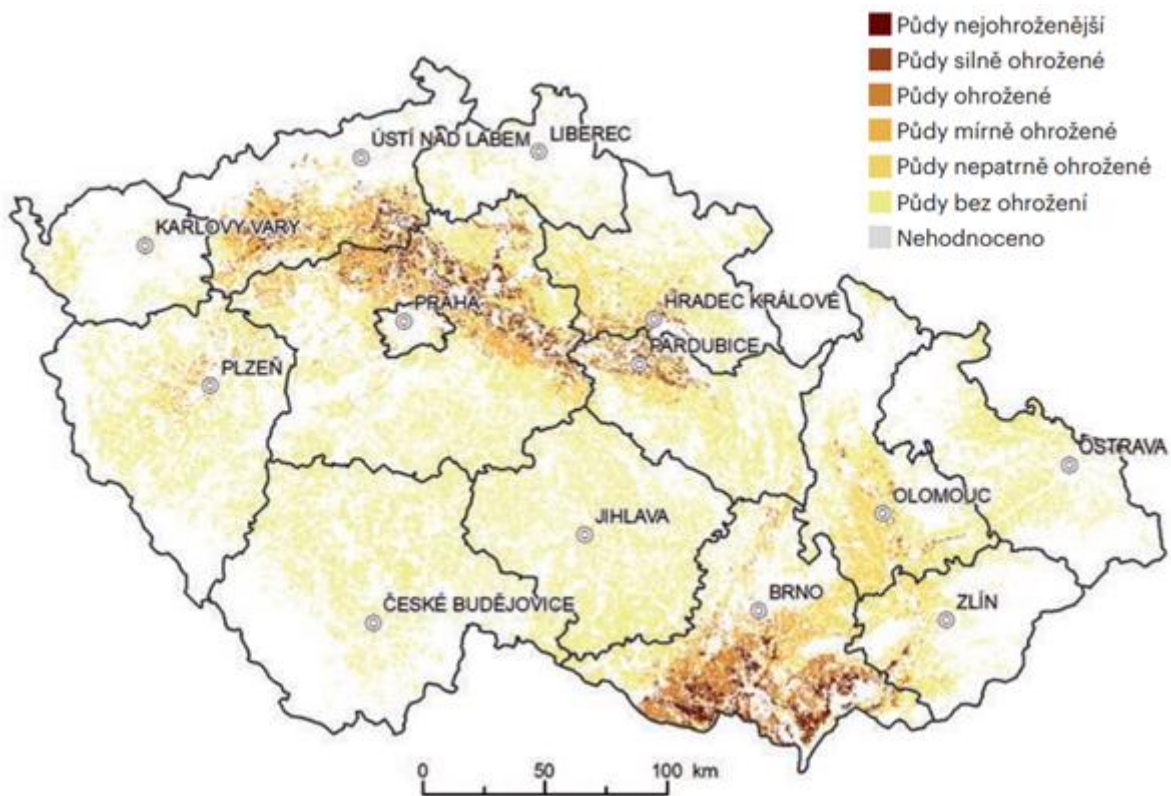 Půdy nejohroženější
Půdy silně ohrožené
Půdy ohrožené
Půdy mírně ohrožené
Půdy nepatrně ohrožené
Půdy bez ohrožení
Nehodnoceno
ÚSTÍ NAD LABEM
LIBEREC
KARLOVY VARY
PRAHA
HRADEC KRÁLOVÉ
PARDUBICE
PLZEŇ
OSTRAVA
OLOMOUC
JIHLAVA
BRNO
ZLÍN
ČESKÉ BUDĚJOVICE
0 50 100 km